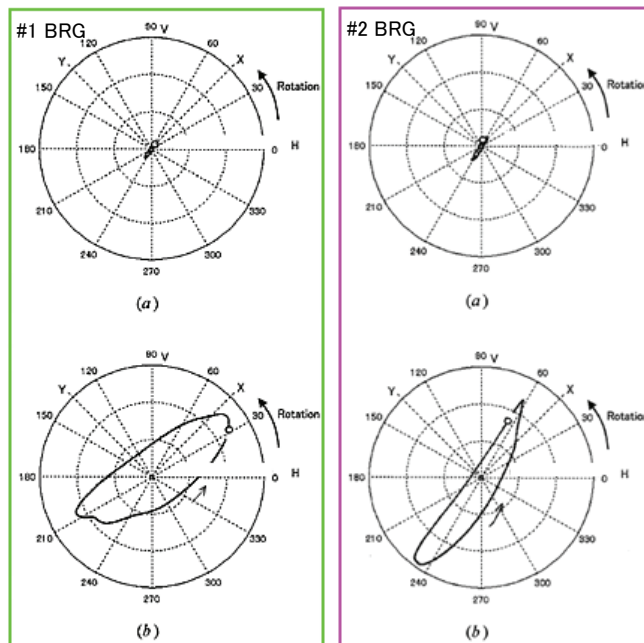 #1 BRG
90 V
120
60
Y
X
150
30
Rotation
180
0
H
210
330
240
300
270
(a)
90 V
120
60
Y
X
150
30
Rotation
180
0
H
210
330
240
300
270
(b)
#2 BRG
90 V
120
60
Y
X
150
30
Rotation
180
0
H
210
330
240
300
270
(a)
90 V
120
60
Y
X
150
30
Rotation
180
0
H
210
330
240
300
270
(b)